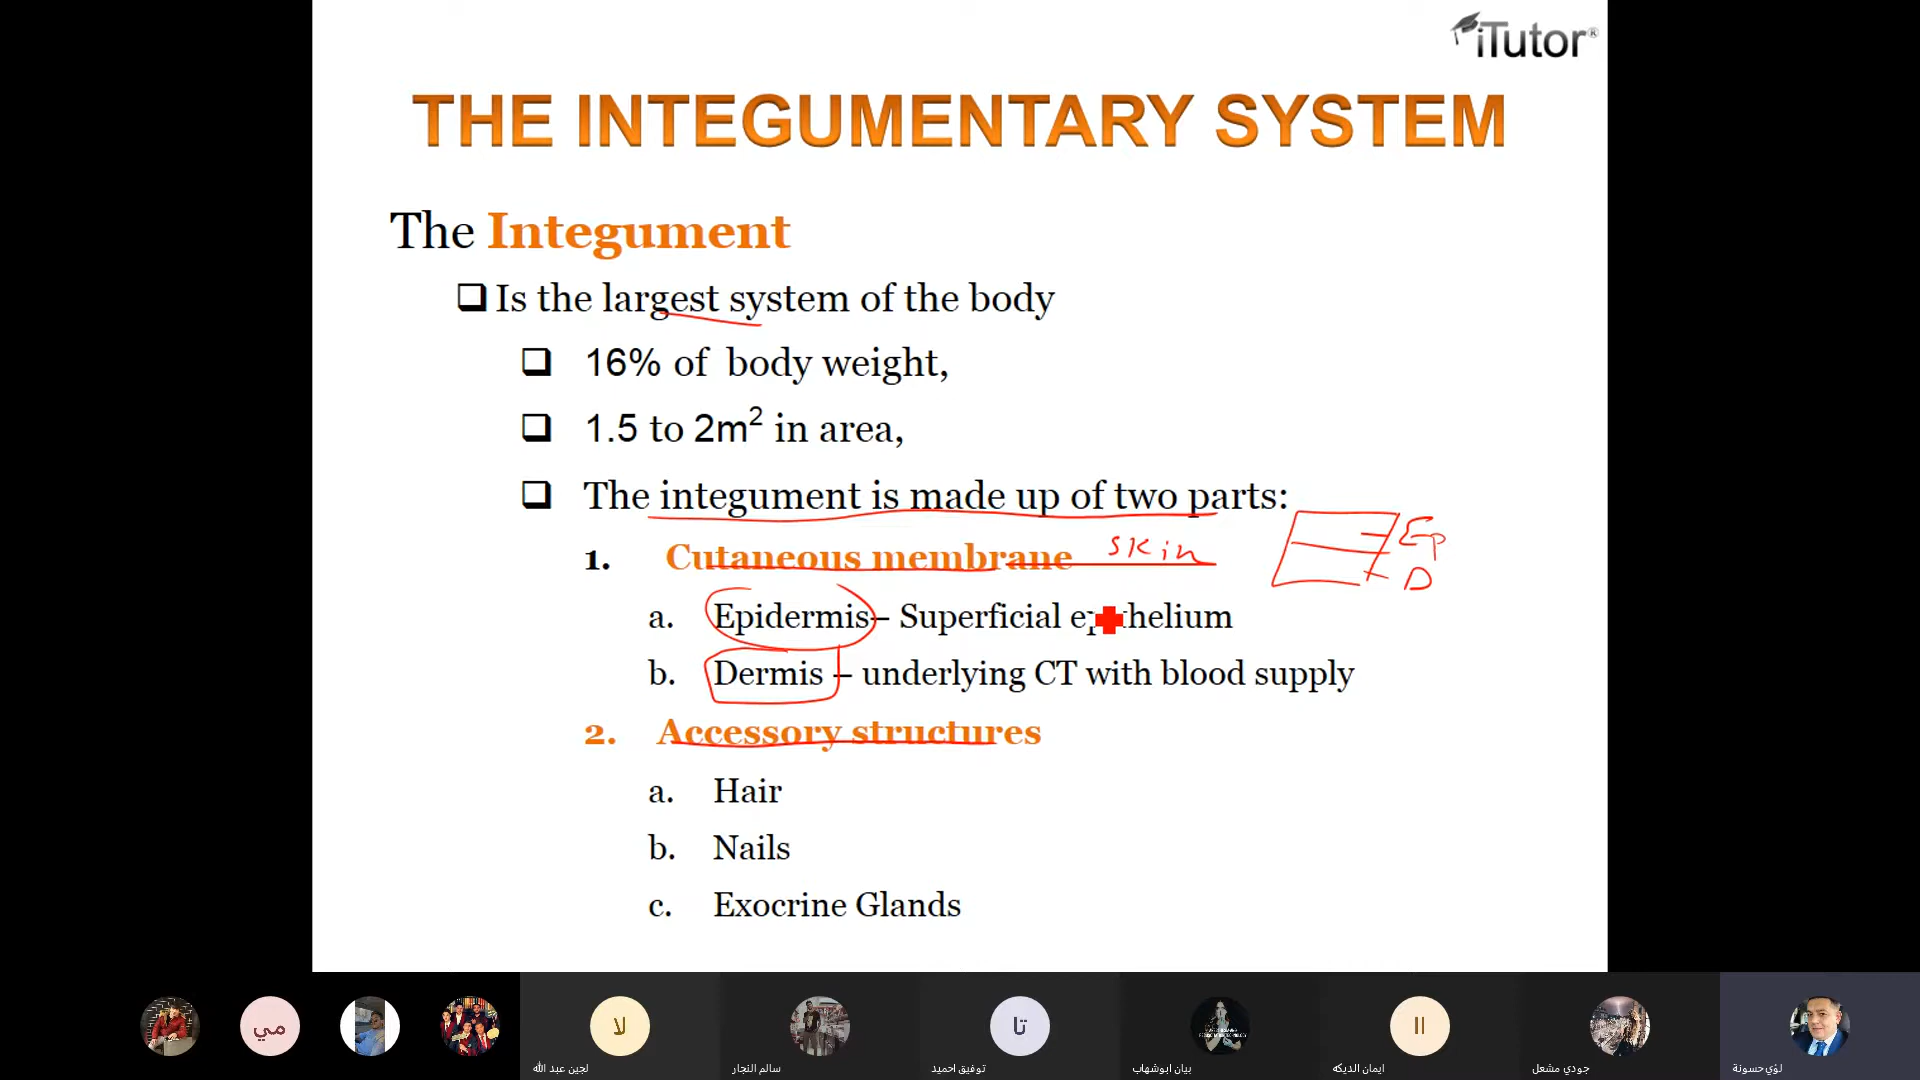 iTutor®
THE INTEGUMENTARY SYSTEM
The Integument
❑ Is the largest system of the body
❑ 16% of body weight,
❑ 1.5 to 2m² in area,
❑ The integument is made up of two parts:
1. Cutaneous membrane skin
Ep
D
a. Epidermis– Superficial epithelium
b. Dermis – underlying CT with blood supply
2. Accessory structures
a. Hair
b. Nails
c. Exocrine Glands
مي
لا
تا
اا
لجين عبد الله
سالم النجار
توفيق احميد
بيان ابوشهاب
ايمان الديكه
جودي مشعل
لؤي حسونة